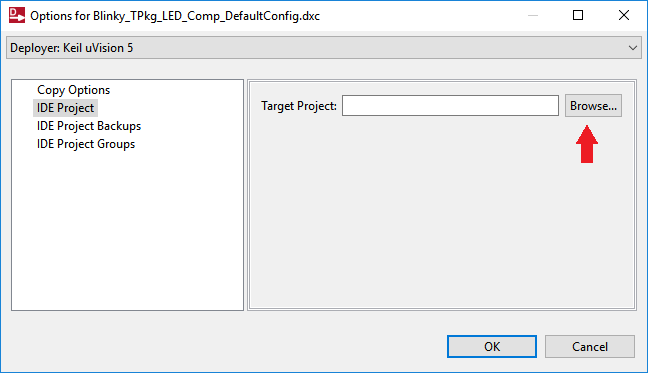 Options for Blinky_TPkg_LED_Comp_DefaultConfig.dxc
Deployer: Keil uVision 5
Copy Options
IDE Project
IDE Project Backups
IDE Project Groups
Target Project:
Browse...
OK
Cancel